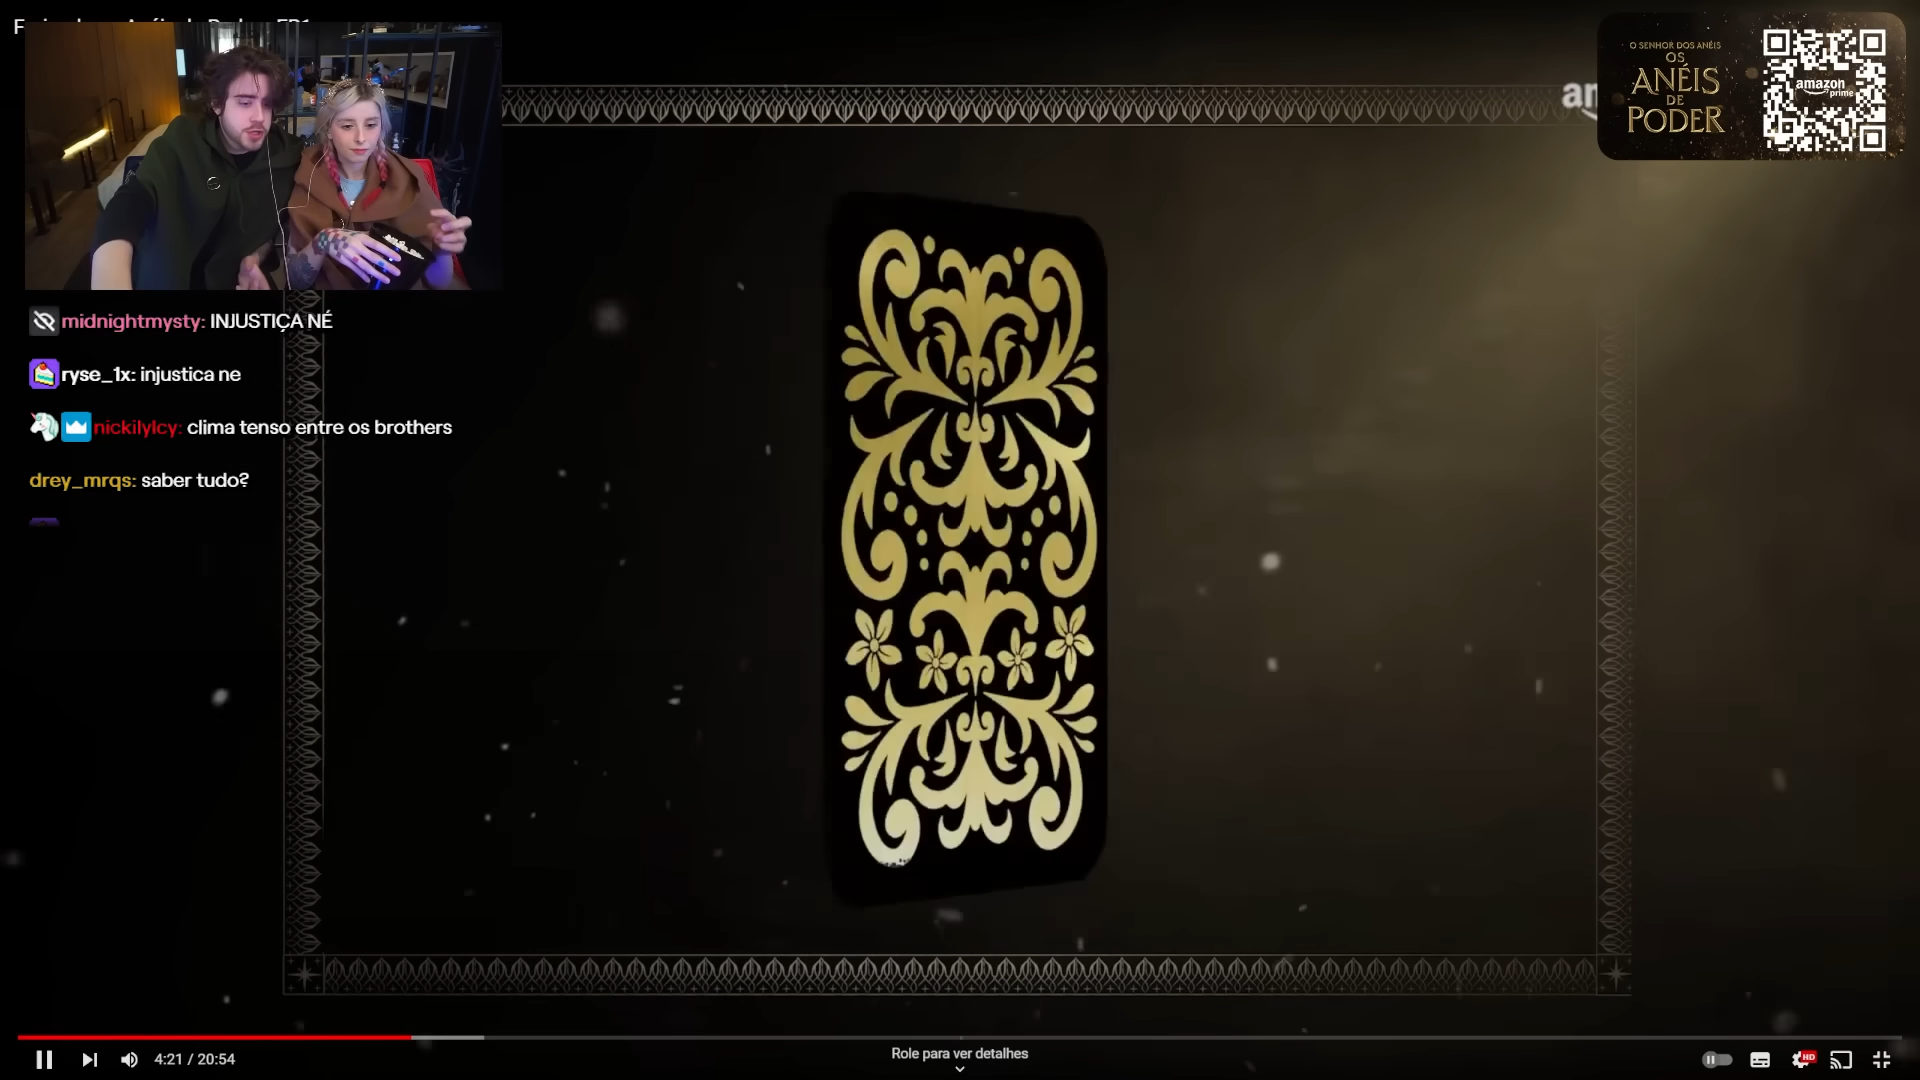 O SENHOR DOS ANÉIS
OS
ANÉIS
DE
PODER
amazon
prime
midnightmysty: INJUSTIÇA NÉ
ryse_1x: injustica ne
nickilylcy: clima tenso entre os brothers
drey_mrqs: saber tudo?
4:21 / 20:54
Role para ver detalhes
HD